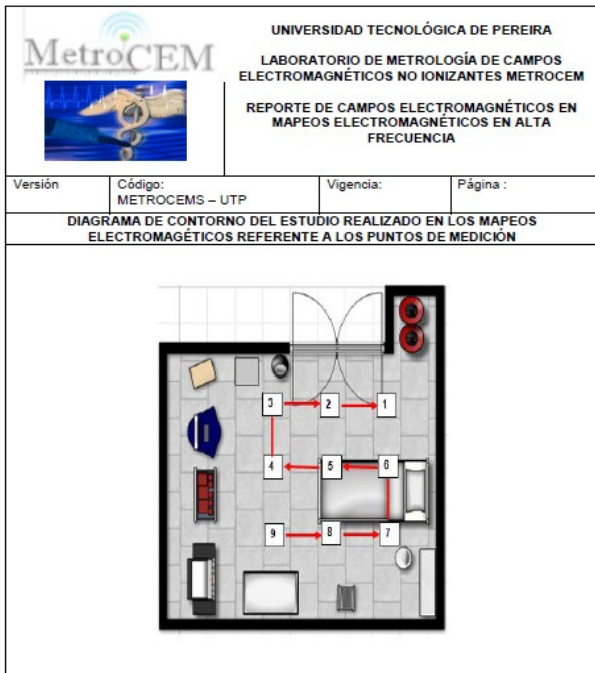 MetroCEM
UNIVERSIDAD TECNOLÓGICA DE PEREIRA
LABORATORIO DE METROLOGÍA DE CAMPOS
ELECTROMAGNÉTICOS NO IONIZANTES METROCEM
REPORTE DE CAMPOS ELECTROMAGNÉTICOS EN
MAPEOS ELECTROMAGNÉTICOS EN ALTA
FRECUENCIA
Versión
Código:
METROCEMS – UTP
Vigencia:
Página :
DIAGRAMA DE CONTORNO DEL ESTUDIO REALIZADO EN LOS MAPEOS
ELECTROMAGÉTICOS REFERENTE A LOS PUNTOS DE MEDICIÓN
3 2 1
4 5 6
9 8 7